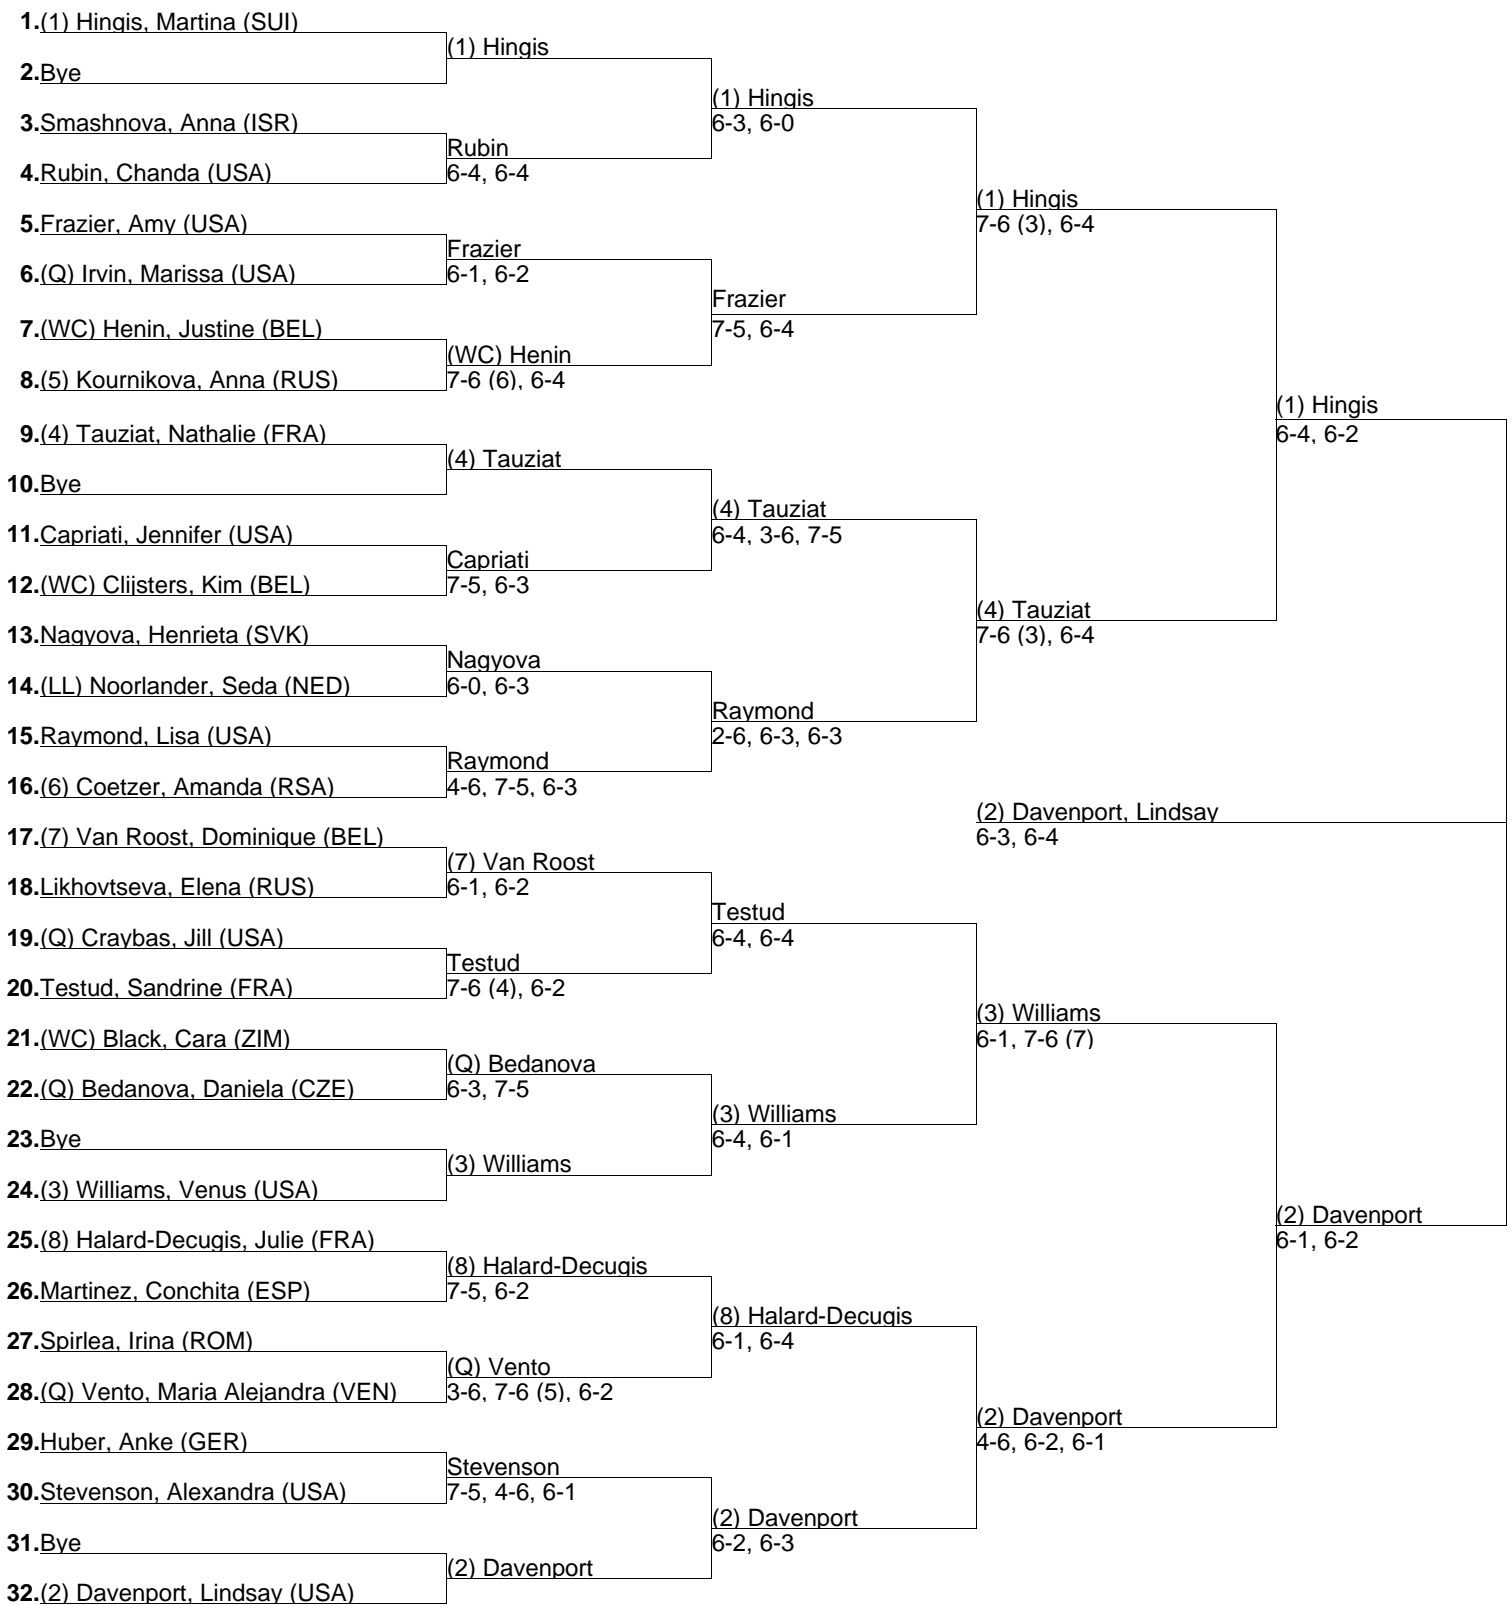 1.(1) Hingis, Martina (SUI)
(1) Hingis
2.Bye
(1) Hingis
6-3, 6-0
3.Smashnova, Anna (ISR)
Rubin
6-4, 6-4
4.Rubin, Chanda (USA)
(1) Hingis
7-6 (3), 6-4
5.Frazier, Amy (USA)
Frazier
6-1, 6-2
6.(Q) Irvin, Marissa (USA)
Frazier
7-5, 6-4
7.(WC) Henin, Justine (BEL)
(WC) Henin
7-6 (6), 6-4
8.(5) Kournikova, Anna (RUS)
(1) Hingis
6-4, 6-2
9.(4) Tauziat, Nathalie (FRA)
(4) Tauziat
10.Bye
(4) Tauziat
6-4, 3-6, 7-5
11.Capriati, Jennifer (USA)
Capriati
7-5, 6-3
12.(WC) Clijsters, Kim (BEL)
(4) Tauziat
7-6 (3), 6-4
13.Nagyova, Henrieta (SVK)
Nagyova
6-0, 6-3
14.(LL) Noorlander, Seda (NED)
Raymond
2-6, 6-3, 6-3
15.Raymond, Lisa (USA)
Raymond
4-6, 7-5, 6-3
16.(6) Coetzer, Amanda (RSA)
(2) Davenport, Lindsay
6-3, 6-4
17.(7) Van Roost, Dominique (BEL)
(7) Van Roost
6-1, 6-2
18.Likhovtseva, Elena (RUS)
Testud
6-4, 6-4
19.(Q) Craybas, Jill (USA)
Testud
7-6 (4), 6-2
20.Testud, Sandrine (FRA)
(3) Williams
6-1, 7-6 (7)
21.(WC) Black, Cara (ZIM)
(Q) Bedanova
6-3, 7-5
22.(Q) Bedanova, Daniela (CZE)
(3) Williams
6-4, 6-1
23.Bye
(3) Williams
24.(3) Williams, Venus (USA)
(2) Davenport
6-1, 6-2
25.(8) Halard-Decugis, Julie (FRA)
(8) Halard-Decugis
7-5, 6-2
26.Martinez, Conchita (ESP)
(8) Halard-Decugis
6-1, 6-4
27.Spirlea, Irina (ROM)
(Q) Vento
3-6, 7-6 (5), 6-2
28.(Q) Vento, Maria Alejandra (VEN)
(2) Davenport
4-6, 6-2, 6-1
29.Huber, Anke (GER)
Stevenson
7-5, 4-6, 6-1
30.Stevenson, Alexandra (USA)
(2) Davenport
6-2, 6-3
31.Bye
(2) Davenport
32.(2) Davenport, Lindsay (USA)